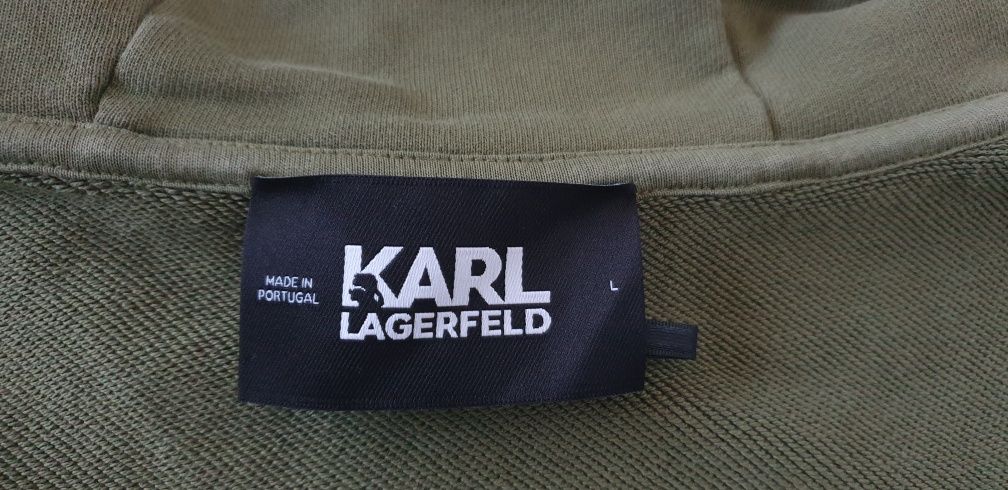 MADE IN
PORTUGAL
KARL
LAGERFELD
L